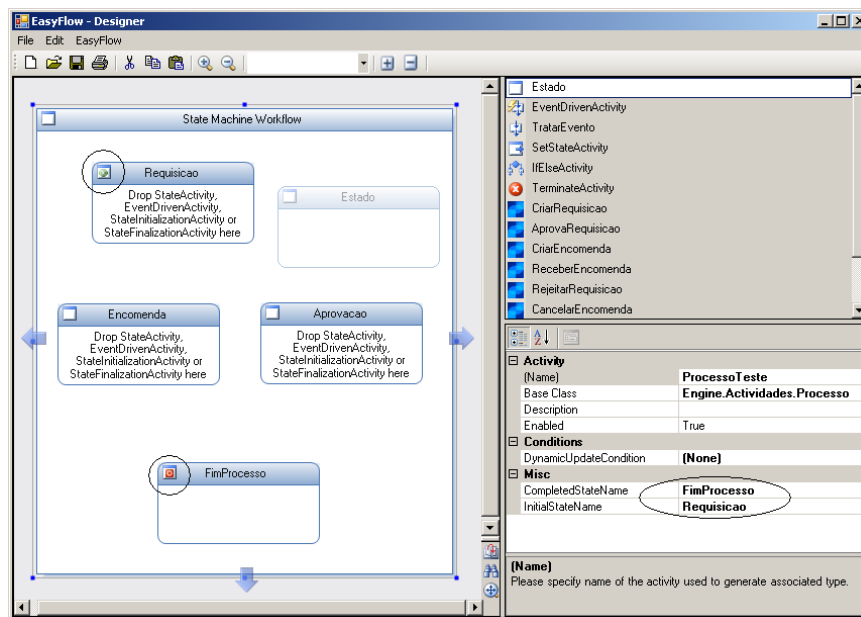 EasyFlow - Designer
File Edit EasyFlow
State Machine Workflow
Requisicao
Drop StateActivity,
EventDrivenActivity,
StateInitializationActivity or
StateFinalizationActivity here
Estado
Encomenda
Drop StateActivity,
EventDrivenActivity,
StateInitializationActivity or
StateFinalizationActivity here
Aprovacao
Drop StateActivity,
EventDrivenActivity,
StateInitializationActivity or
StateFinalizationActivity here
FimProcesso
Estado
EventDrivenActivity
TratarEvento
SetStateActivity
IfElseActivity
TerminateActivity
CriarRequisicao
AprovaRequisicao
CriarEncomenda
ReceberEncomenda
RejeitarRequisicao
CancelarEncomenda
Activity
(Name) ProcessoTeste
Base Class Engine.Actividades.Processo
Description
Enabled True
Conditions
DynamicUpdateCondition (None)
Misc
CompletedStateName FimProcesso
InitialStateName Requisicao
(Name)
Please specify name of the activity used to generate associated type.